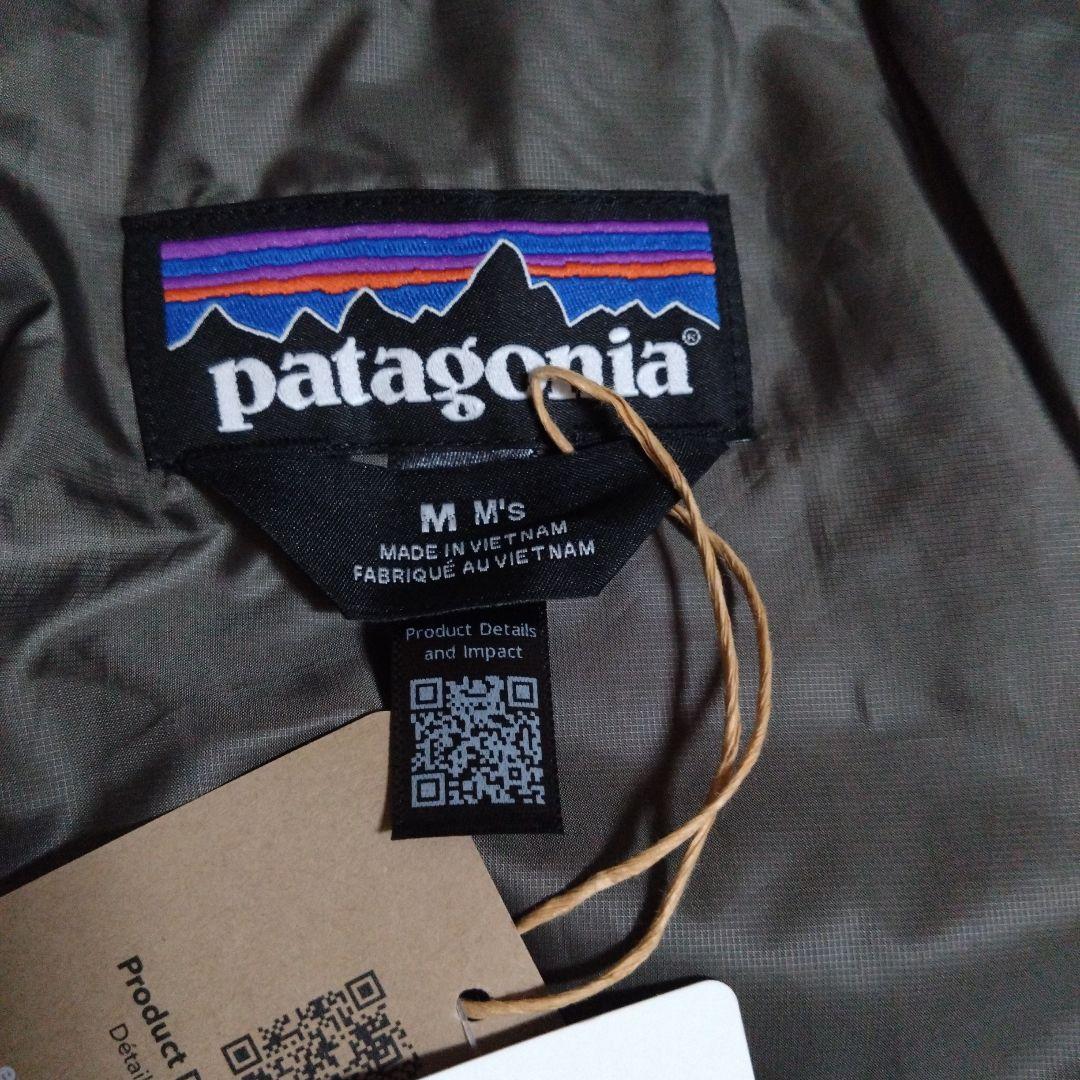 patagonia®
M M's
MADE IN VIETNAM
FABRIQUÉ AU VIETNAM
Product Details
and Impact
Product